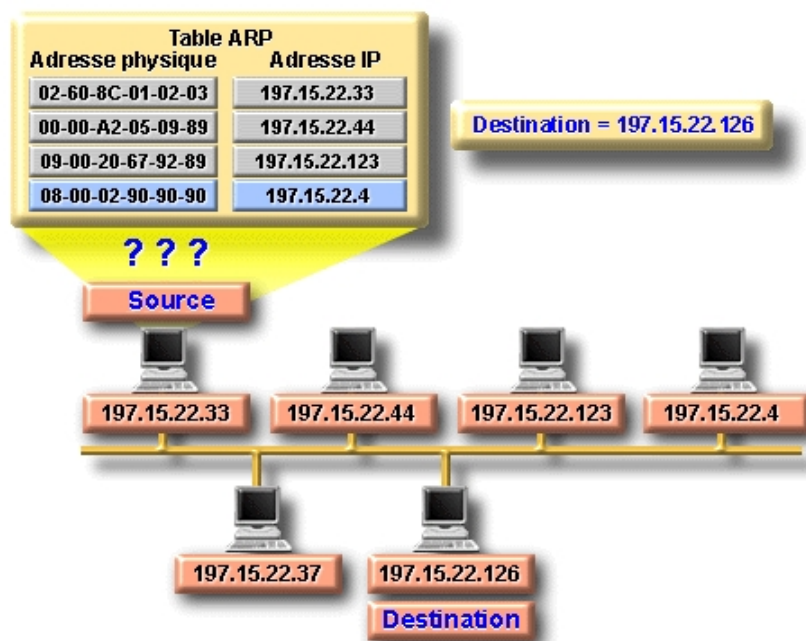 Table ARP
Adresse physique Adresse IP
02-60-8C-01-02-03 197.15.22.33
00-00-A2-05-09-89 197.15.22.44
09-00-20-67-92-89 197.15.22.123
08-00-02-90-90-90 197.15.22.4
Destination = 197.15.22.126
? ? ?
Source
197.15.22.33 197.15.22.44 197.15.22.123 197.15.22.4
197.15.22.37 197.15.22.126
Destination